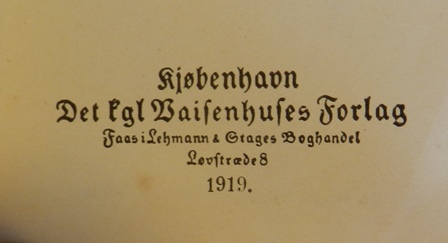 Kjøbenhavn
Det kgl Vaisenhuses Forlag
Faas i Lehmann & Stages Boghandel
Løvstræde 8
1919.